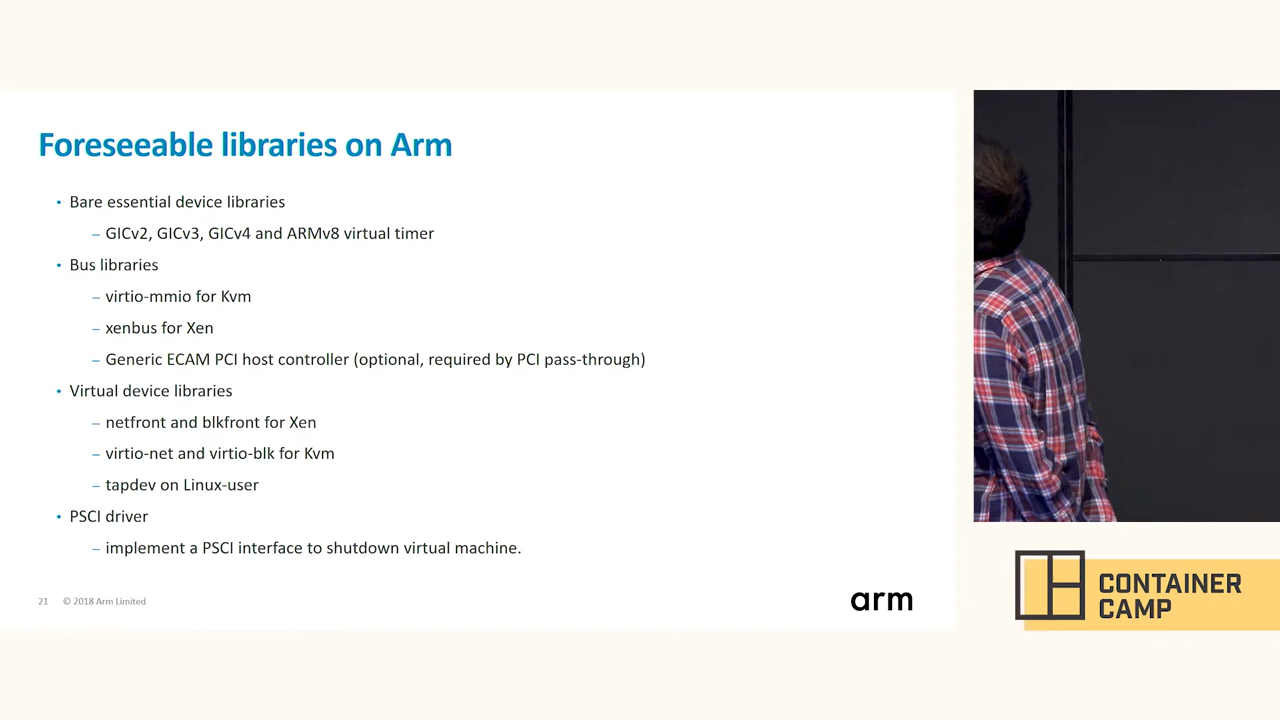 Foreseeable libraries on Arm
• Bare essential device libraries
– GICv2, GICv3, GICv4 and ARMv8 virtual timer
• Bus libraries
– virtio-mmio for Kvm
– xenbus for Xen
– Generic ECAM PCI host controller (optional, required by PCI pass-through)
• Virtual device libraries
– netfront and blkfront for Xen
– virtio-net and virtio-blk for Kvm
– tapdev on Linux-user
• PSCI driver
– implement a PSCI interface to shutdown virtual machine.
21 © 2018 Arm Limited
arm
CONTAINER
CAMP